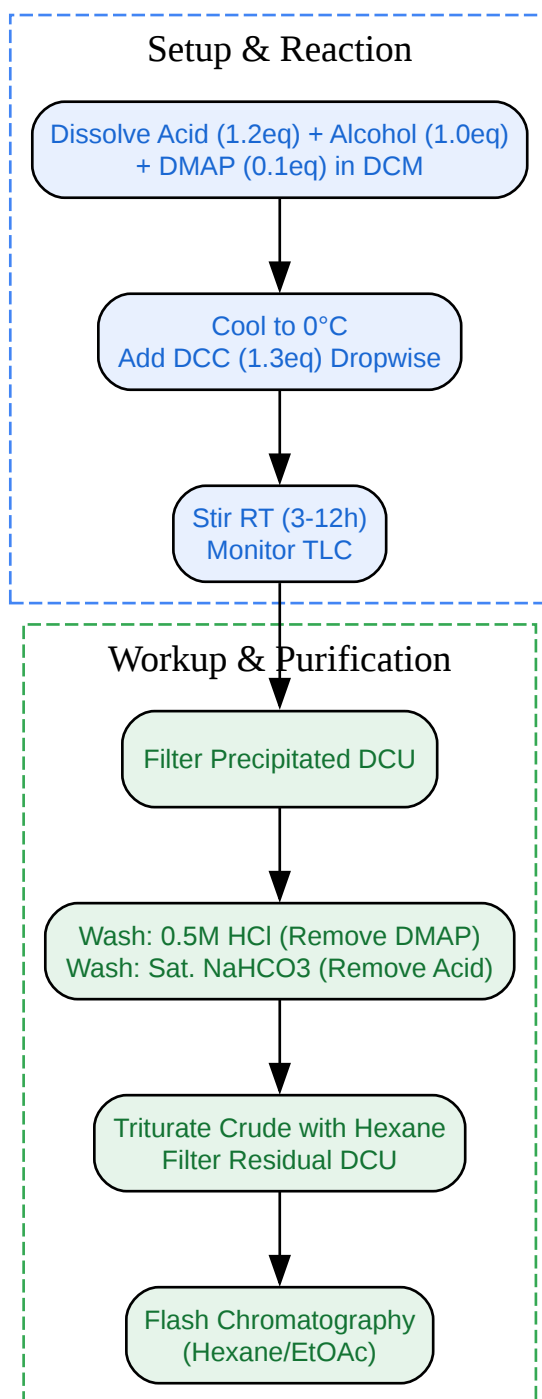 Setup & Reaction
Dissolve Acid (1.2eq) + Alcohol (1.0eq)
+ DMAP (0.1eq) in DCM
Cool to 0°C
Add DCC (1.3eq) Dropwise
Stir RT (3-12h)
Monitor TLC
Workup & Purification
Filter Precipitated DCU
Wash: 0.5M HCl (Remove DMAP)
Wash: Sat. NaHCO3 (Remove Acid)
Triturate Crude with Hexane
Filter Residual DCU
Flash Chromatography
(Hexane/EtOAc)